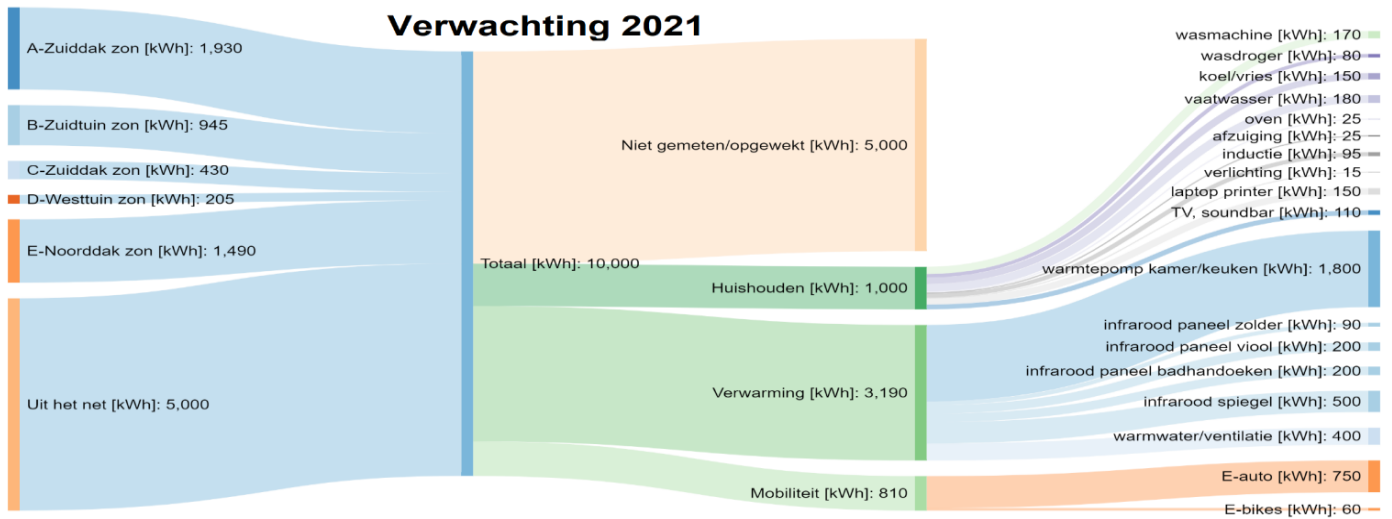 Verwachting 2021
A-Zuiddak zon [kWh]: 1,930
B-Zuidtuin zon [kWh]: 945
C-Zuiddak zon [kWh]: 430
D-Westtuin zon [kWh]: 205
E-Noorddak zon [kWh]: 1,490
Uit het net [kWh]: 5,000
Totaal [kWh]: 10,000
Niet gemeten/opgewekt [kWh]: 5,000
Huishouden [kWh]: 1,000
Verwarming [kWh]: 3,190
Mobiliteit [kWh]: 810
wasmachine [kWh]: 170
wasdroger [kWh]: 80
koel/vries [kWh]: 150
vaatwasser [kWh]: 180
oven [kWh]: 25
afzuiging [kWh]: 25
inductie [kWh]: 95
verlichting [kWh]: 15
laptop printer [kWh]: 150
TV, soundbar [kWh]: 110
warmtepomp kamer/keuken [kWh]: 1,800
infrarood paneel zolder [kWh]: 90
infrarood paneel viool [kWh]: 200
infrarood paneel badhandoeken [kWh]: 200
infrarood spiegel [kWh]: 500
warmwater/ventilatie [kWh]: 400
E-auto [kWh]: 750
E-bikes [kWh]: 60